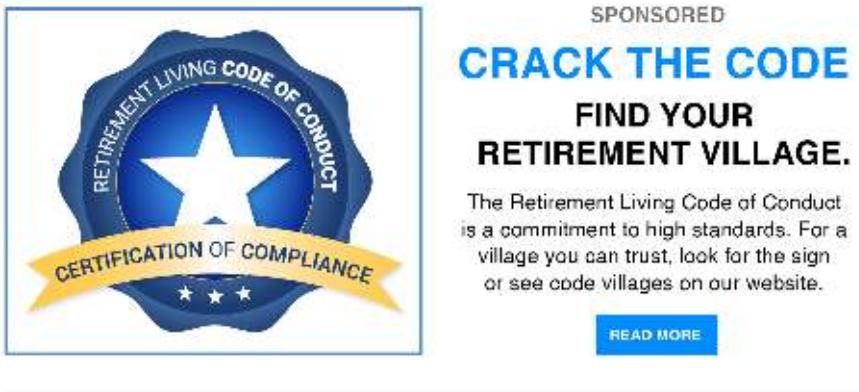 RETIREMENT LIVING CODE OF CONDUCT
CERTIFICATION OF COMPLIANCE
SPONSORED
CRACK THE CODE
FIND YOUR
RETIREMENT VILLAGE.
The Retirement Living Code of Conduct
is a commitment to high standards. For a
village you can trust, look for the sign
or see code villages on our website.
READ MORE